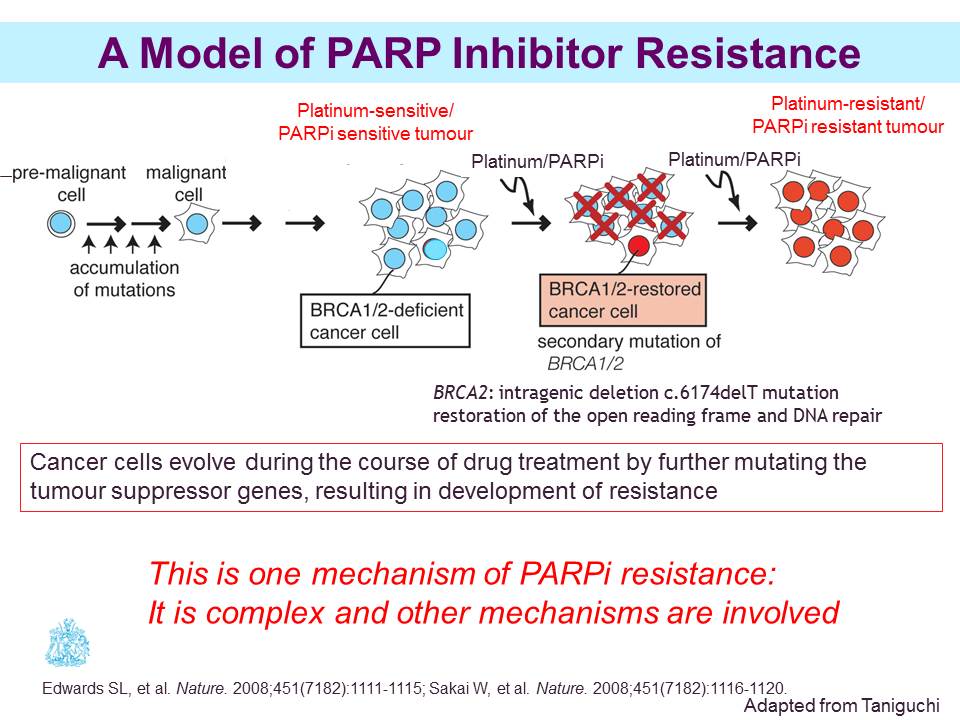 A Model of PARP Inhibitor Resistance
Platinum-sensitive/
PARPi sensitive tumour
Platinum-resistant/
PARPi resistant tumour
pre-malignant
cell
malignant
cell
Platinum/PARPi
Platinum/PARPi
accumulation
of mutations
BRCA1/2-deficient
cancer cell
BRCA1/2-restored
cancer cell
secondary mutation of
BRCA1/2
BRCA2: intragenic deletion c.6174delT mutation
restoration of the open reading frame and DNA repair
Cancer cells evolve during the course of drug treatment by further mutating the
tumour suppressor genes, resulting in development of resistance
This is one mechanism of PARPi resistance:
It is complex and other mechanisms are involved
Edwards SL, et al. Nature. 2008;451(7182):1111-1115; Sakai W, et al. Nature. 2008;451(7182):1116-1120.
Adapted from Taniguchi